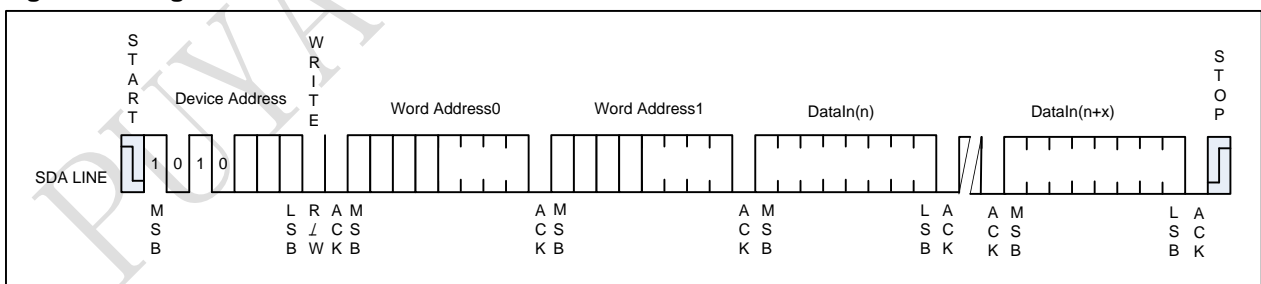 START
WRITE
STOP
Device Address
Word Address0
Word Address1
DataIn(n)
DataIn(n+x)
SDA LINE
1 0 1 0
MSB
LSB
R/W
ACK
MSB
ACK
MSB
ACK
MSB
LSB
ACK
ACK
MSB
LSB
ACK
PUYA